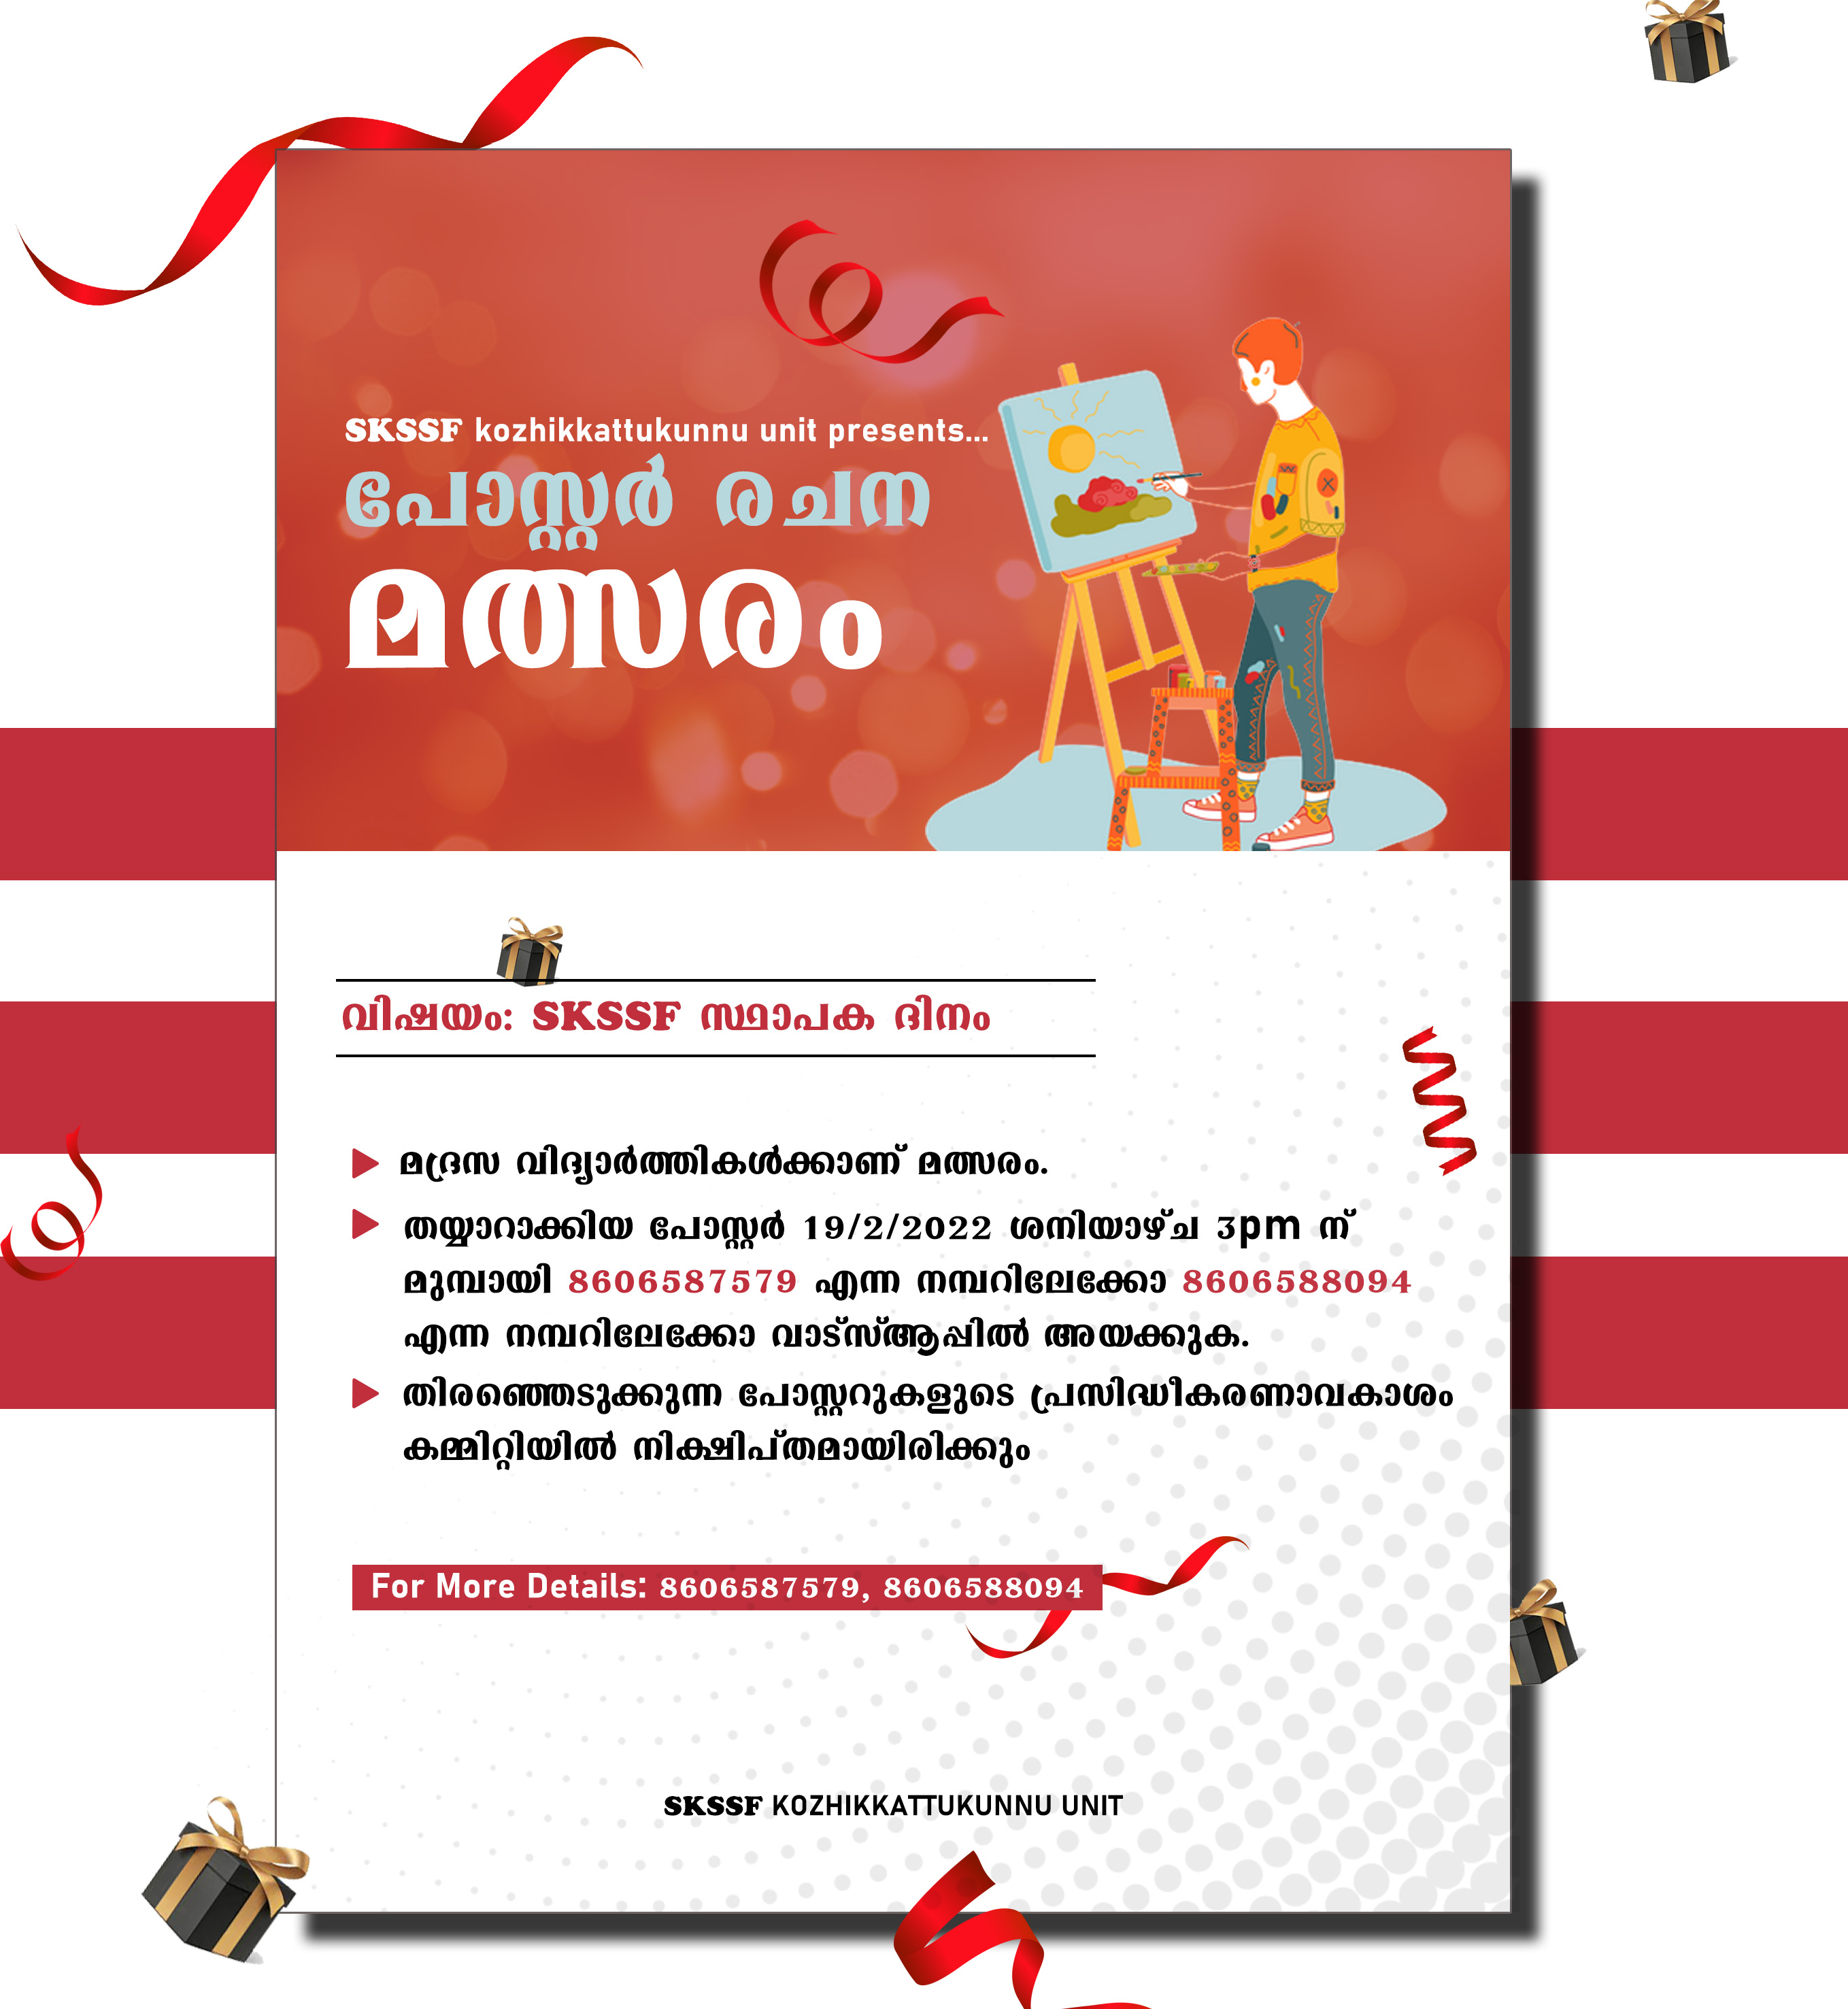 SKSSF kozhikkattukunnu unit presents...
പോസ്റ്റർ രചന
മത്സരം
വിഷയം: SKSSF സ്ഥാപക ദിനം
മദ്രസ വിദ്യാർത്തികൾക്കാണ് മത്സരം.
തയ്യാറാക്കിയ പോസ്റ്റർ 19/2/2022 ശനിയാഴ്ച 3pm ന്
മുമ്പായി 8606587579 എന്ന നമ്പറിലേക്കോ 8606588094
എന്ന നമ്പറിലേക്കോ വാട്സ്ആപ്പിൽ അയക്കുക.
തിരഞ്ഞെടുക്കുന്ന പോസ്റ്ററുകളുടെ പ്രസിദ്ധീകരണാവകാശം
കമ്മിറ്റിയിൽ നിക്ഷിപ്തമായിരിക്കും
For More Details: 8606587579, 8606588094
SKSSF KOZHIKKATTUKUNNU UNIT